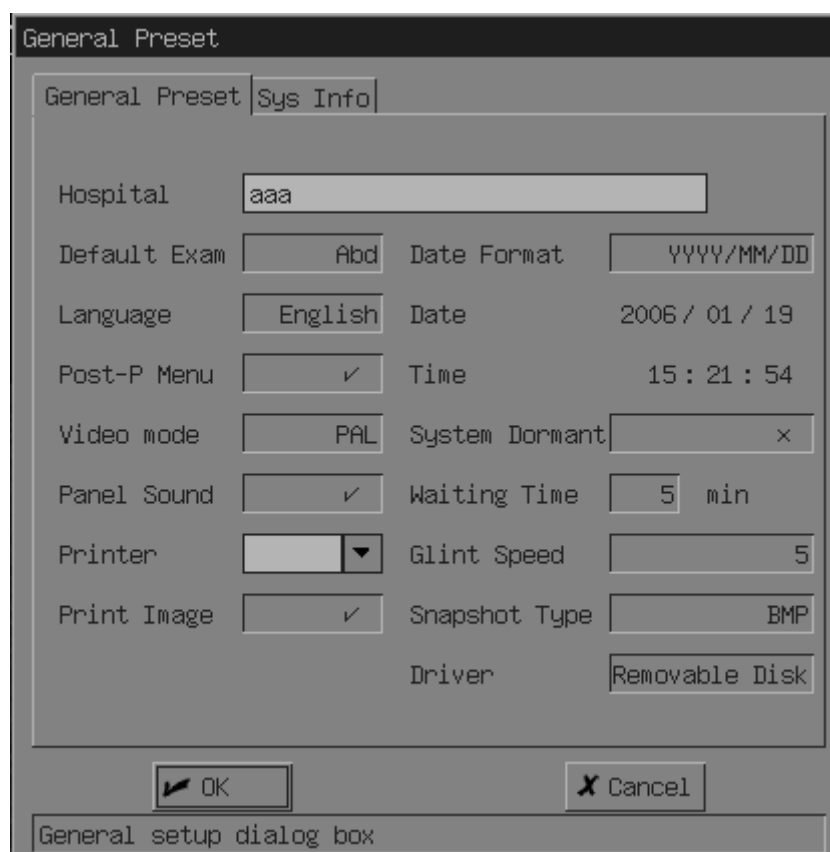 General Preset
General Preset Sys Info
Hospital aaa
Default Exam Abd Date Format YYYY/MM/DD
Language English Date 2006 / 01 / 19
Post-P Menu ✓ Time 15 : 21 : 54
Video mode PAL System Dormant ×
Panel Sound ✓ Waiting Time 5 min
Printer Glint Speed 5
Print Image ✓ Snapshot Type BMP
Driver Removable Disk
✓ OK ✗ Cancel
General setup dialog box